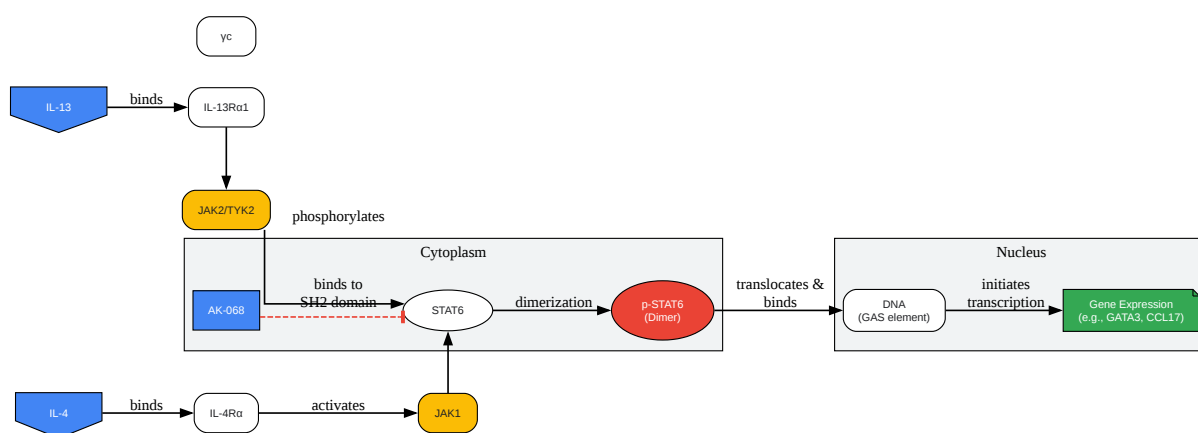 γc
IL-13
binds
IL-13Rα1
JAK2/TYK2
phosphorylates
Cytoplasm
Nucleus
AK-068
binds to
SH2 domain
STAT6
dimerization
p-STAT6
(Dimer)
translocates &
binds
DNA
(GAS element)
initiates
transcription
Gene Expression
(e.g., GATA3, CCL17)
IL-4
binds
IL-4Rα
activates
JAK1